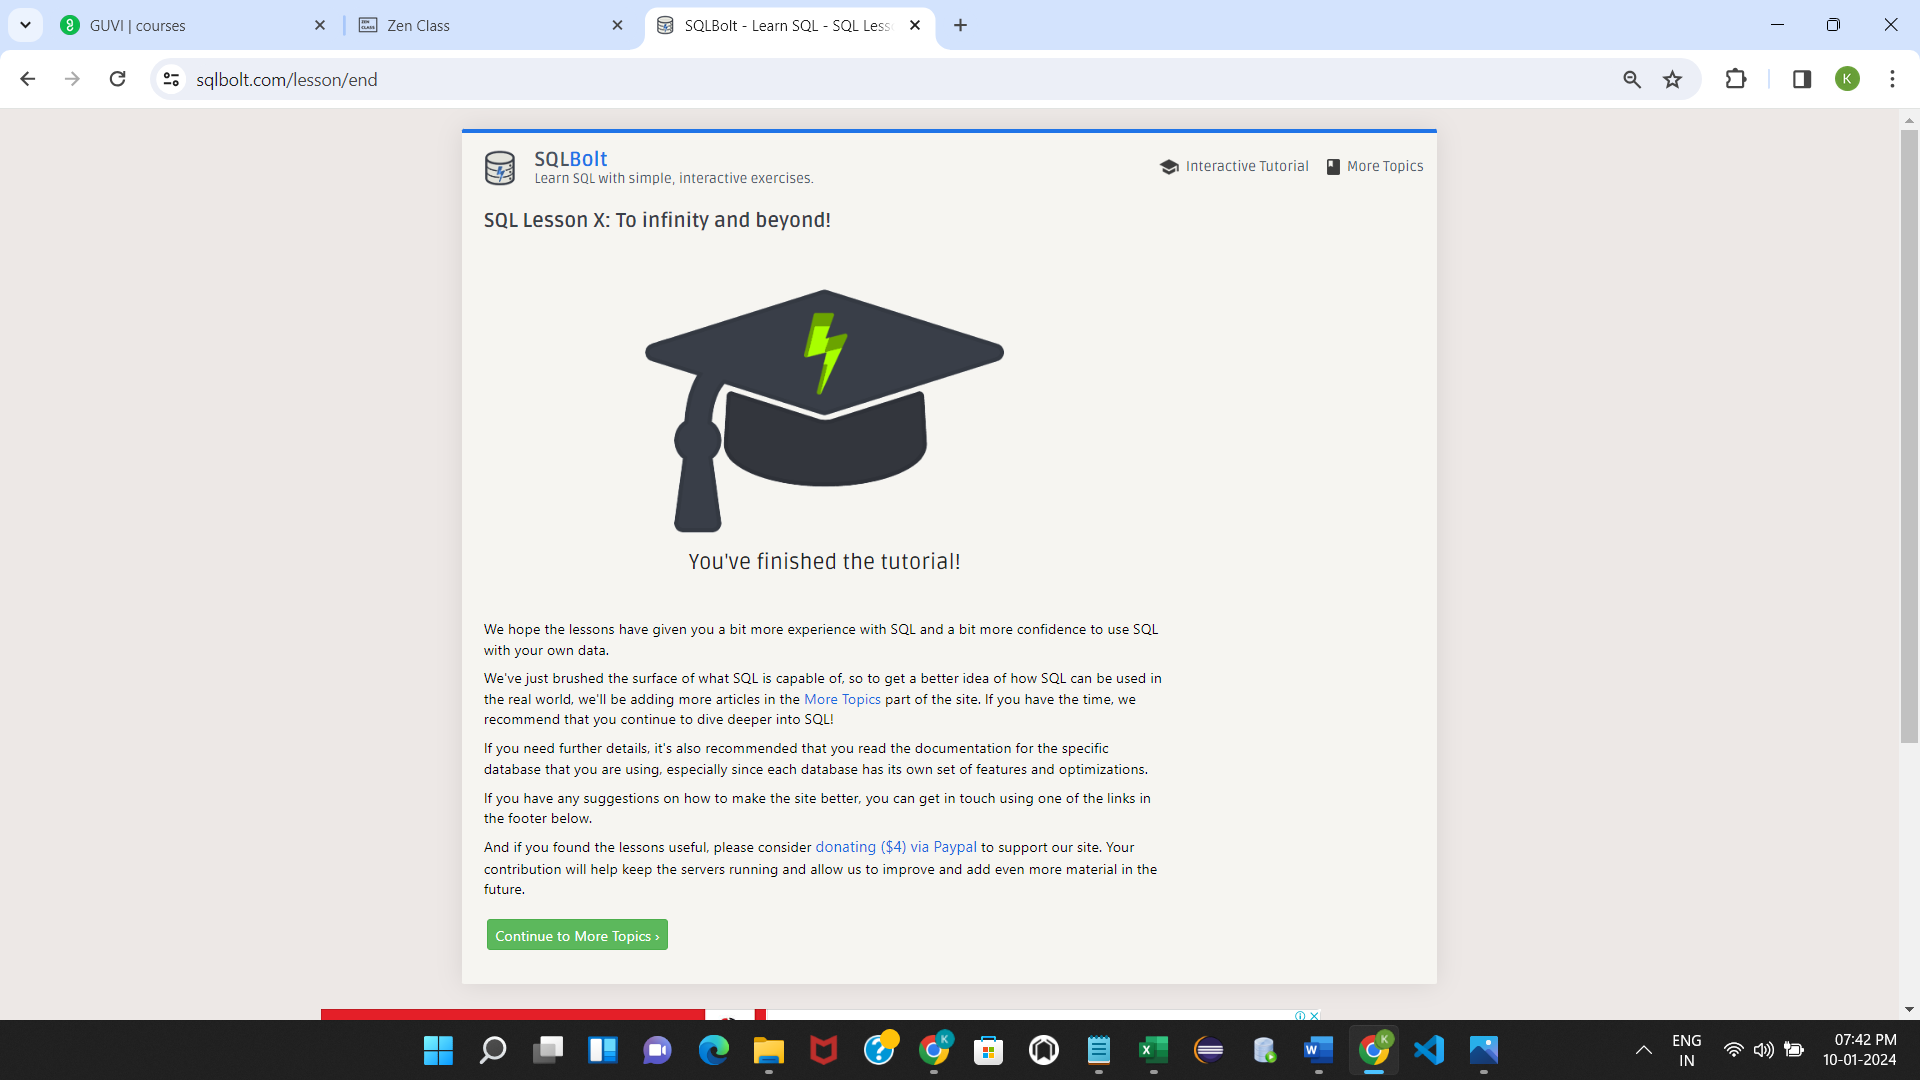 GUVI | courses
Zen Class
SQLBolt - Learn SQL - SQL Less
sqlbolt.com/lesson/end
K
SQLBolt
Learn SQL with simple, interactive exercises.
Interactive Tutorial
More Topics
SQL Lesson X: To infinity and beyond!
You've finished the tutorial!
We hope the lessons have given you a bit more experience with SQL and a bit more confidence to use SQL
with your own data.
We've just brushed the surface of what SQL is capable of, so to get a better idea of how SQL can be used in
the real world, we'll be adding more articles in the More Topics part of the site. If you have the time, we
recommend that you continue to dive deeper into SQL!
If you need further details, it's also recommended that you read the documentation for the specific
database that you are using, especially since each database has its own set of features and optimizations.
If you have any suggestions on how to make the site better, you can get in touch using one of the links in
the footer below.
And if you found the lessons useful, please consider donating ($4) via Paypal to support our site. Your
contribution will help keep the servers running and allow us to improve and add even more material in the
future.
Continue to More Topics ›
ENG
IN
07:42 PM
10-01-2024